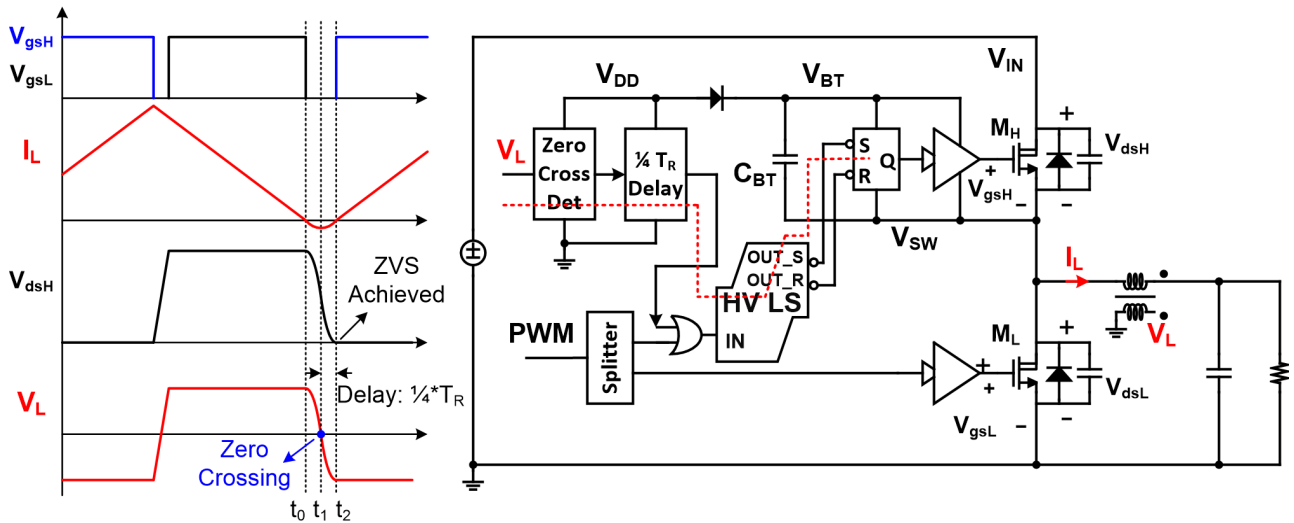 VgsH
VgsL
IL
VdsH
ZVS
Achieved
Delay: ¼*TR
VL
Zero
Crossing
t0 t1 t2
VDD
VBT
VIN
VL
Zero
Cross
Det
¼ TR
Delay
CBT
S
R
Q
MH
VgsH
+
−
+
−
VdsH
VSW
OUT_S
OUT_R
HV LS
IN
PWM
Splitter
IL
VL
ML
+
+
VgsL
−
+
−
VdsL